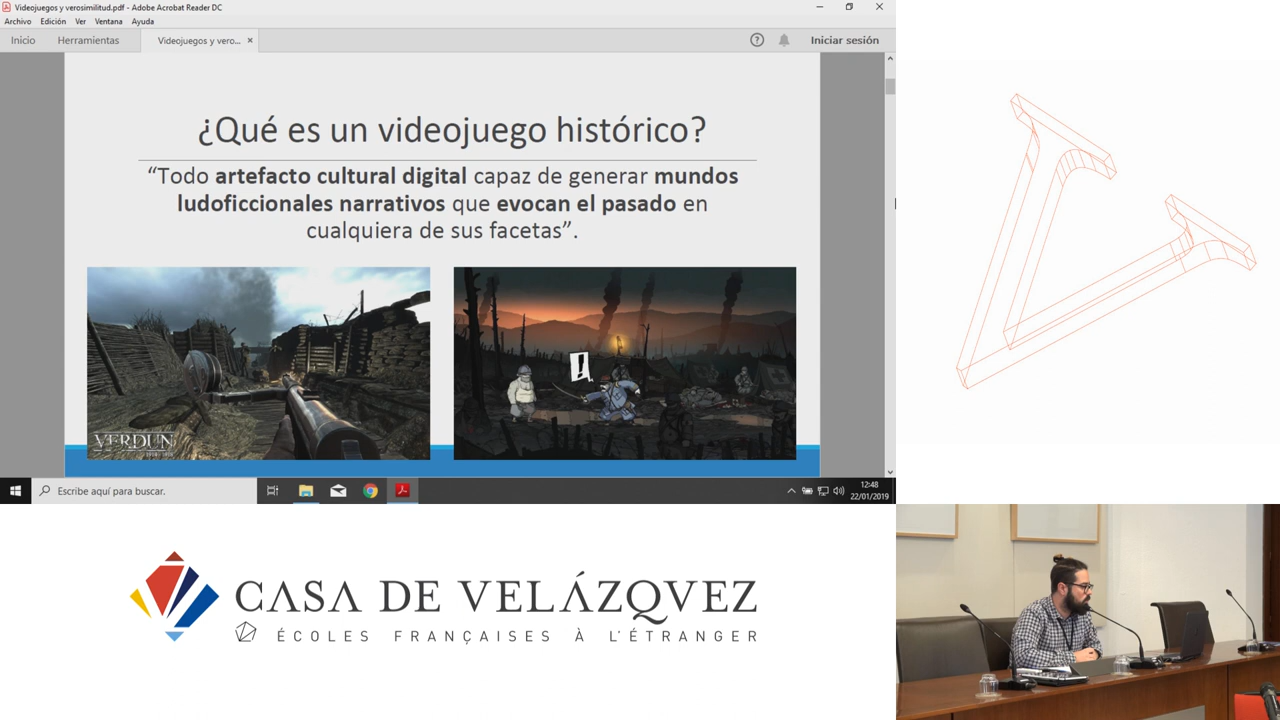 Videojuegos y verosimilitud.pdf - Adobe Acrobat Reader DC
Archivo Edición Ver Ventana Ayuda
Inicio Herramientas Videojuegos y vero... × ? Iniciar sesión
¿Qué es un videojuego histórico?
“Todo artefacto cultural digital capaz de generar mundos
ludoficcionales narrativos que evocan el pasado en
cualquiera de sus facetas”.
!
VERDUN
Escribe aquí para buscar.
12:48
22/01/2019
CASA DE VELÁZQVEZ
ÉCOLES FRANÇAISES À L'ÉTRANGER